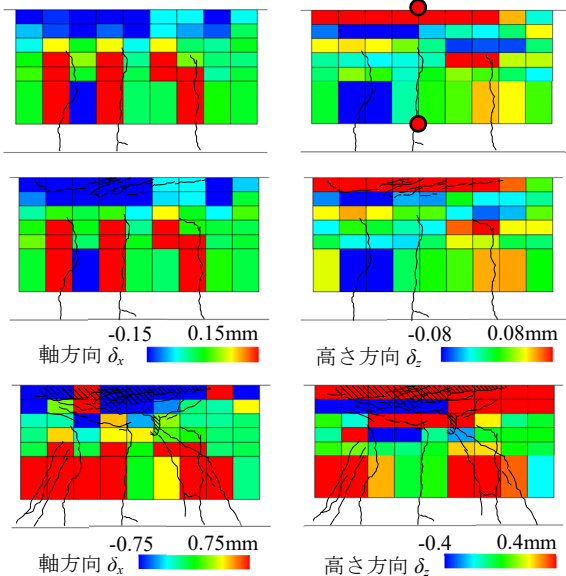 -0.15 0.15mm
軸方向 δx
-0.08 0.08mm
高さ方向 δz
-0.75 0.75mm
軸方向 δx
-0.4 0.4mm
高さ方向 δz